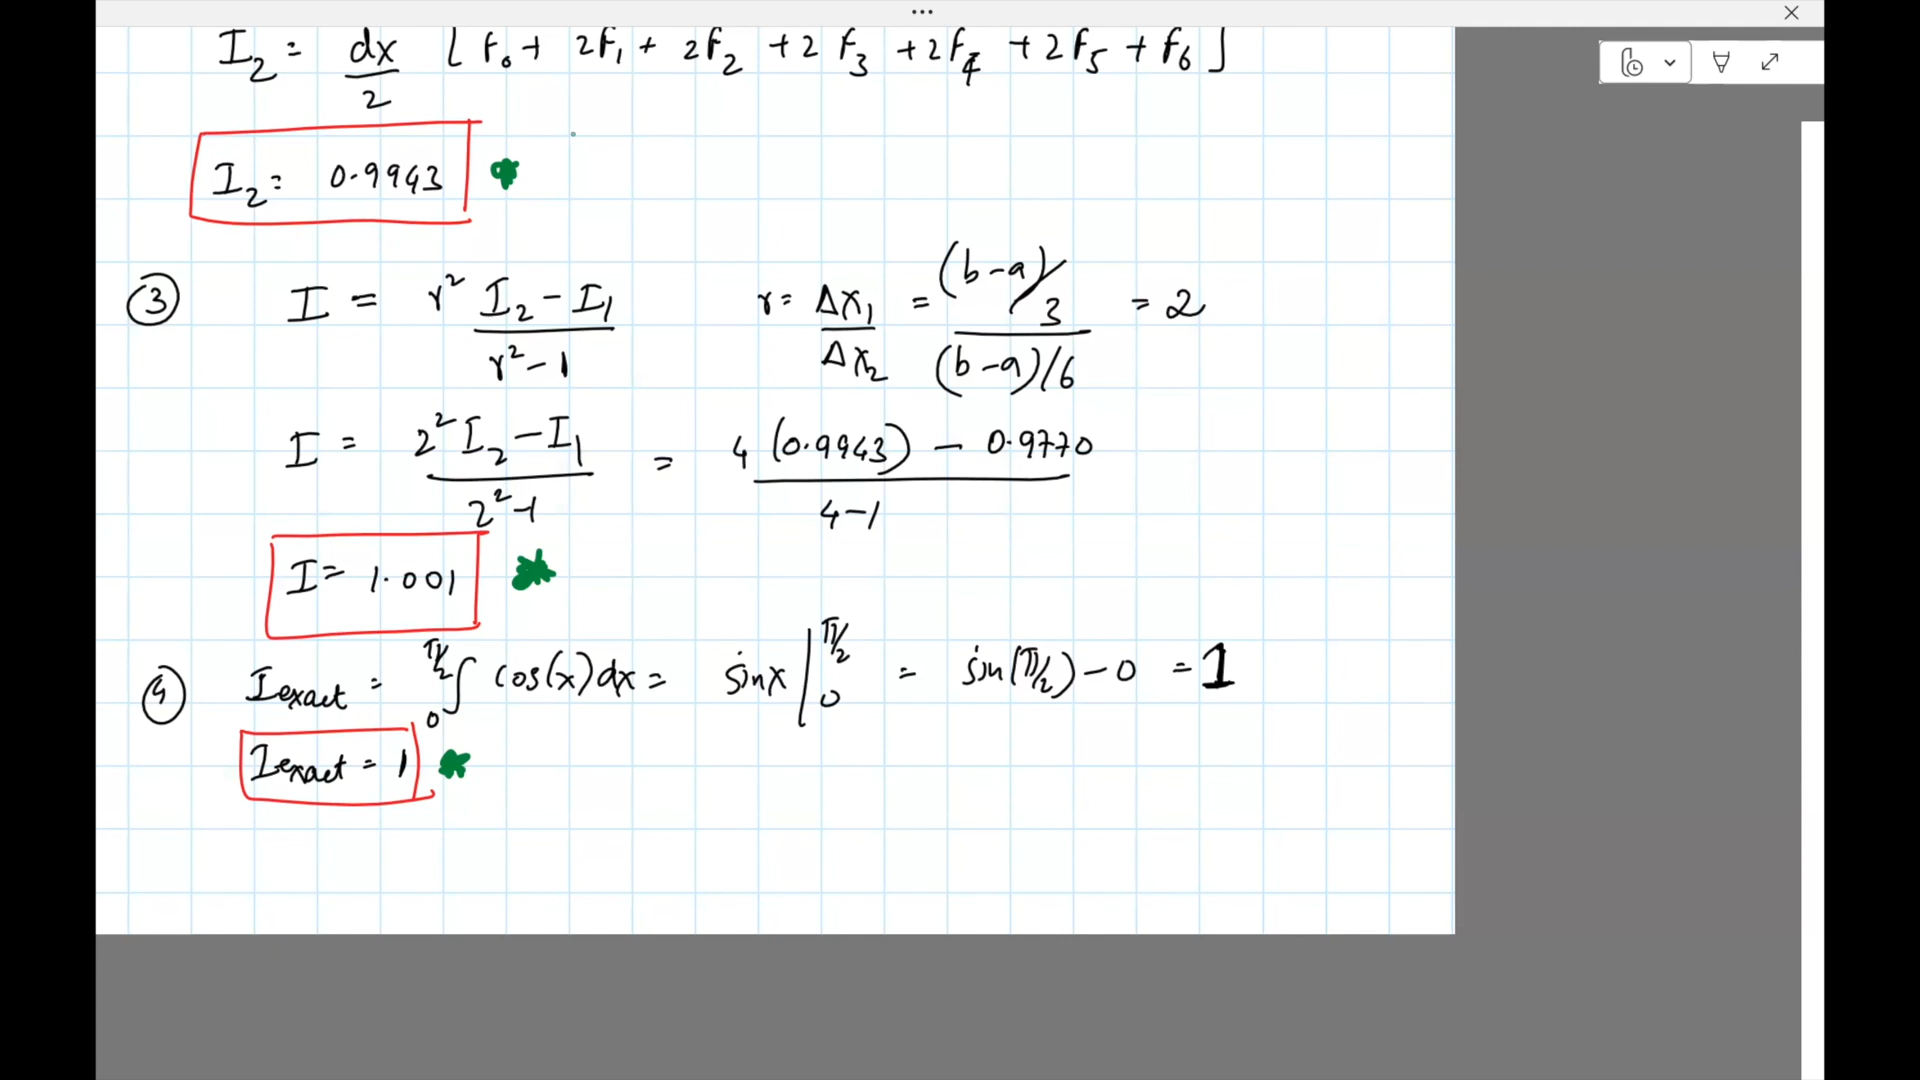 I₂ = dx/2 [ F₀ + 2F₁ + 2F₂ + 2F₃ + 2F₄ + 2F₅ + F₆ ]
I₂ = 0.9943
③ I = r² I₂ - I₁ / r² - 1    r = Δx₁ / Δx₂ = (b-a)/3 / (b-a)/6 = 2
I = 2² I₂ - I₁ / 2² - 1 = 4 (0.9943) - 0.9770 / 4-1
I = 1.001
④ Iexact = ∫₀^π/2 cos(x) dx = sin x |₀^π/2 = sin(π/2) - 0 = 1
Iexact = 1